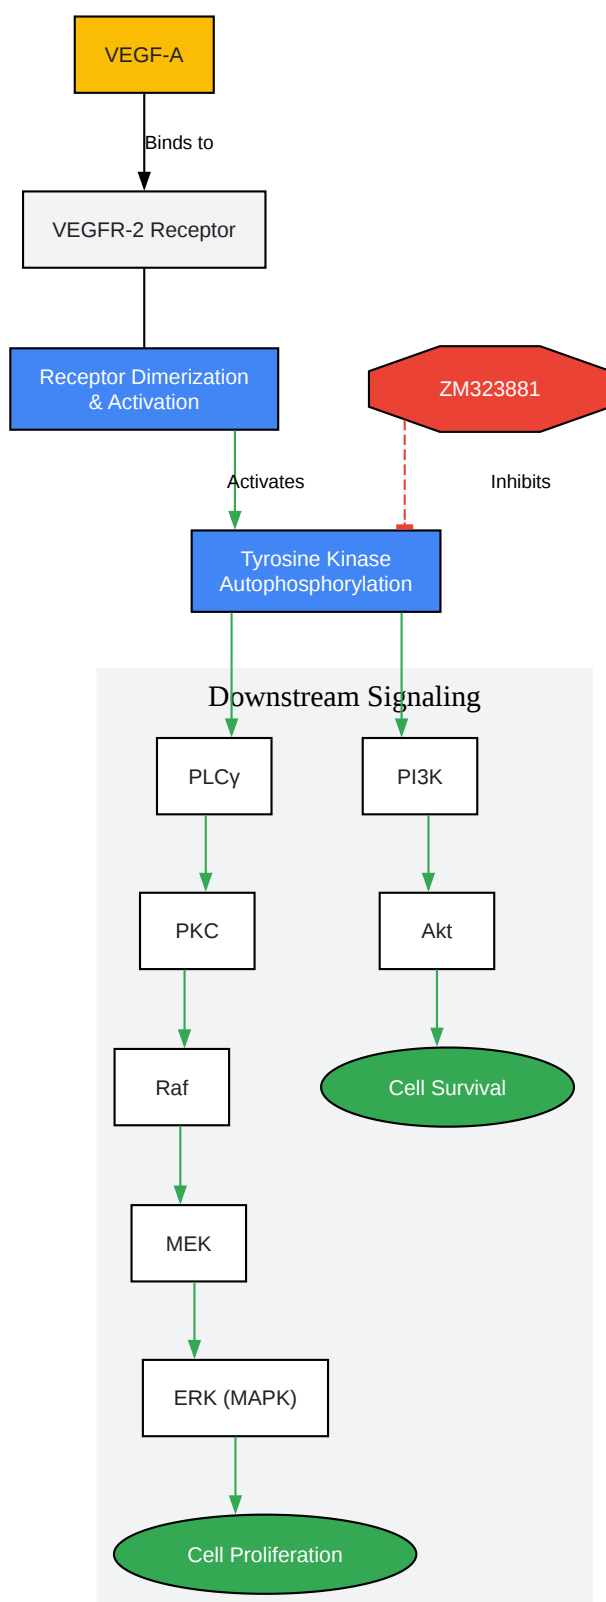 VEGF-A
Binds to
VEGFR-2 Receptor
Receptor Dimerization
& Activation
ZM323881
Activates
Inhibits
Tyrosine Kinase
Autophosphorylation
Downstream Signaling
PLCγ
PI3K
PKC
Akt
Raf
Cell Survival
MEK
ERK (MAPK)
Cell Proliferation